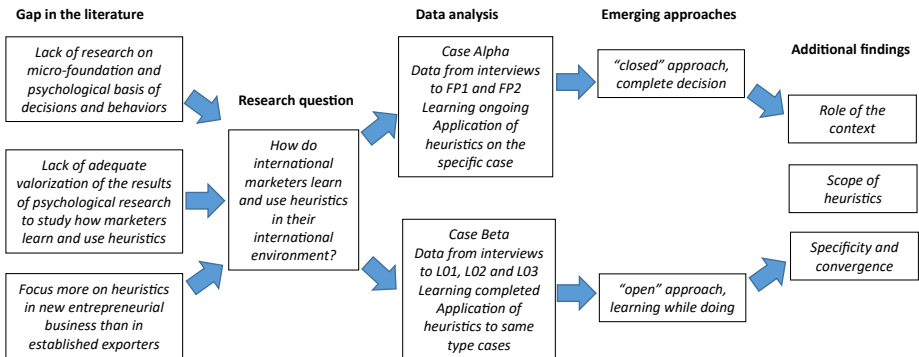 Gap in the literature
Lack of research on
micro-foundation and
psychological basis of
decisions and behaviors
Lack of adequate
valorization of the results
of psychological research
to study how marketers
learn and use heuristics
Focus more on heuristics
in new entrepreneurial
business than in
established exporters
Research question
How do
international
marketers learn
and use heuristics
in their
international
environment?
Data analysis
Case Alpha
Data from interviews
to FP1 and FP2
Learning ongoing
Application of
heuristics on the
specific case
Case Beta
Data from interviews
to L01, L02 and L03
Learning completed
Application of
heuristics to same
type cases
Emerging approaches
“closed” approach,
complete decision
“open” approach,
learning while doing
Additional findings
Role of the
context
Scope of
heuristics
Specificity and
convergence